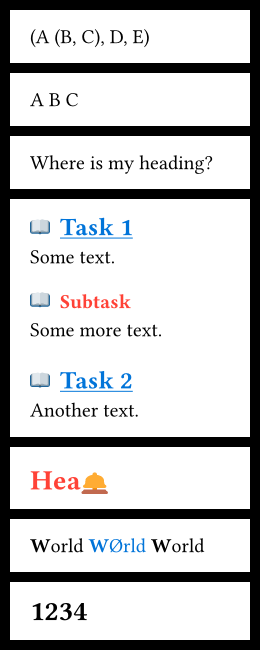 (A (B, C), D, E)
A B C
Where is my heading?
📖 Task 1
Some text.
📖 Subtask
Some more text.
📖 Task 2
Another text.
Hea🛎
World WØrld World
1234